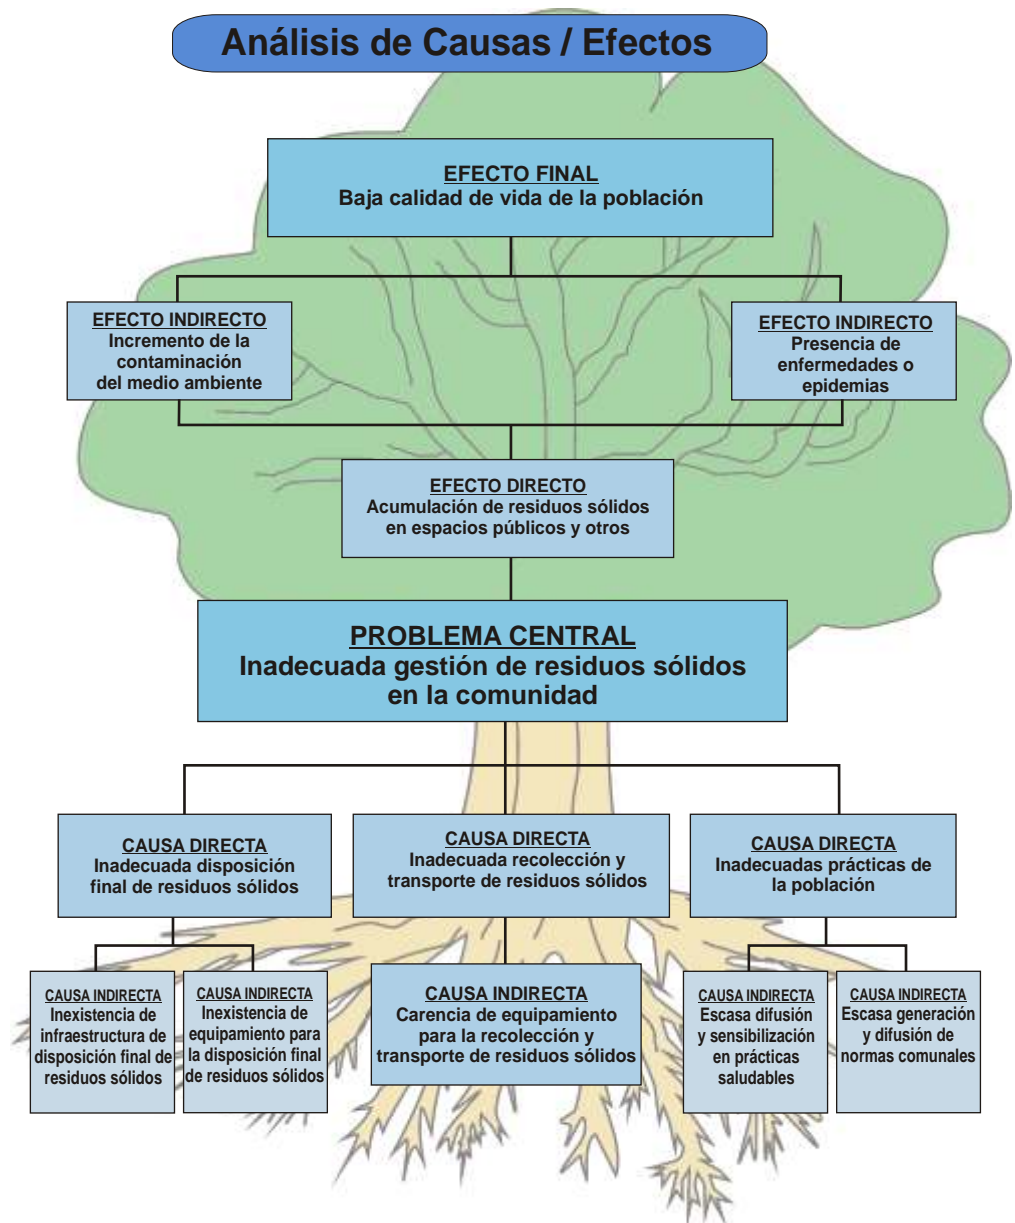 Análisis de Causas / Efectos
EFECTO FINAL
Baja calidad de vida de la población
EFECTO INDIRECTO
Incremento de la
contaminación
del medio ambiente
EFECTO INDIRECTO
Presencia de
enfermedades o
epidemias
EFECTO DIRECTO
Acumulación de residuos sólidos
en espacios públicos y otros
PROBLEMA CENTRAL
Inadecuada gestión de residuos sólidos
en la comunidad
CAUSA DIRECTA
Inadecuada disposición
final de residuos sólidos
CAUSA DIRECTA
Inadecuada recolección y
transporte de residuos sólidos
CAUSA DIRECTA
Inadecuadas prácticas de
la población
CAUSA INDIRECTA
Inexistencia de
infraestructura de
disposición final de
residuos sólidos
CAUSA INDIRECTA
Inexistencia de
equipamiento para
la disposición final
de residuos sólidos
CAUSA INDIRECTA
Carencia de equipamiento
para la recolección y
transporte de residuos sólidos
CAUSA INDIRECTA
Escasa difusión
y sensibilización
en prácticas
saludables
CAUSA INDIRECTA
Escasa generación
y difusión de
normas comunales